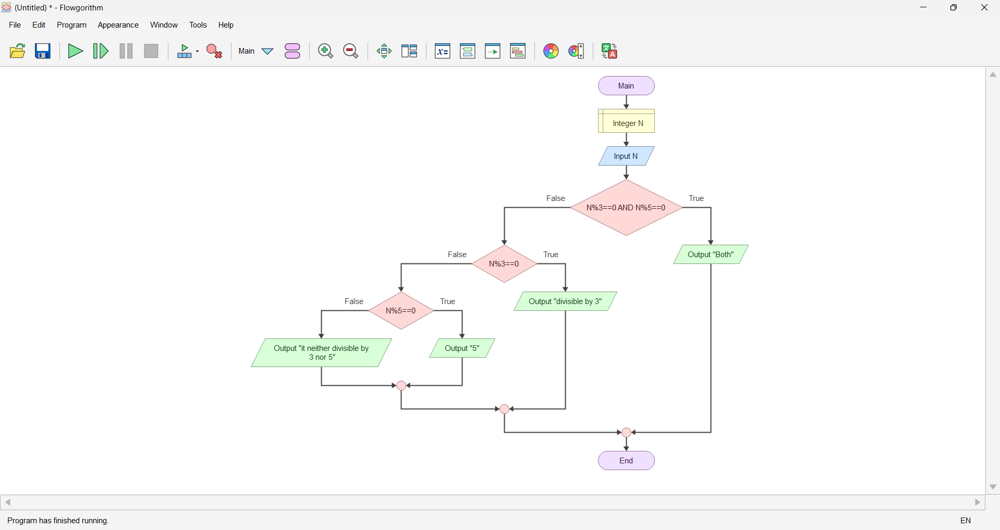 (Untitled) * - Flowgorithm
File Edit Program Appearance Window Tools Help
Main
x=
文
A
Main
Integer N
Input N
False
True
N%3==0 AND N%5==0
False
True
Output "Both"
N%3==0
False
True
Output "divisible by 3"
N%5==0
Output "it neither divisible by
3 nor 5"
Output "5"
End
Program has finished running.
EN